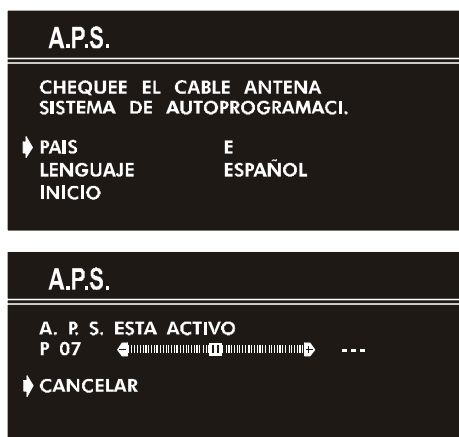 A.P.S.
CHEQUEE EL CABLE ANTENA
SISTEMA DE AUTOPROGRAMACI.
PAIS E
LENGUAJE ESPAÑOL
INICIO
A.P.S.
A. P. S. ESTA ACTIVO
P 07 - + ---
CANCELAR